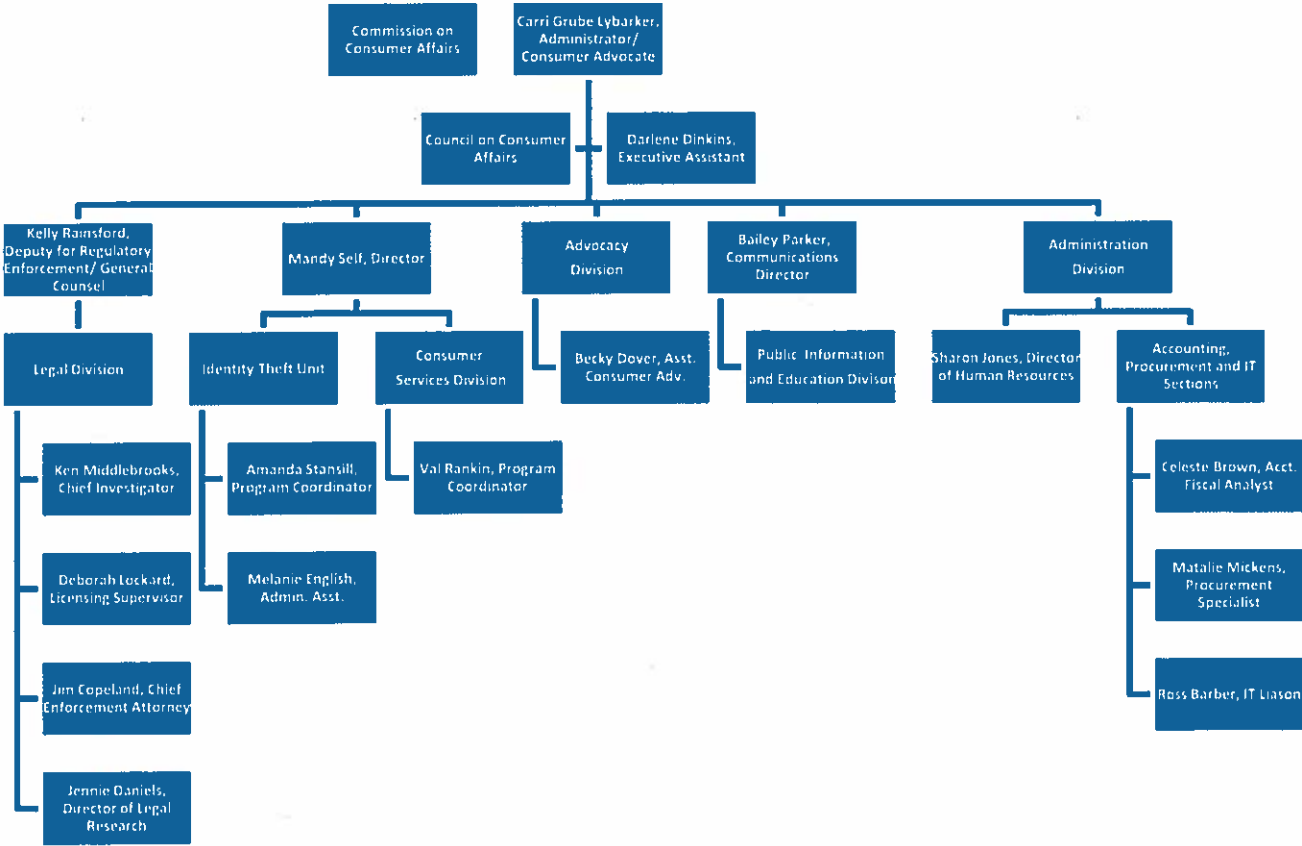 Commission on
Consumer Affairs
Carri Grube Lybarker,
Administrator/
Consumer Advocate
Council on Consumer
Affairs
Darlene Dinkins,
Executive Assistant
Kelly Rainsford,
Deputy for Regulatory
Enforcement/ General
Counsel
Mandy Self, Director
Advocacy
Division
Bailey Parker,
Communications
Director
Administration
Division
Legal Division
Identity Theft Unit
Consumer
Services Division
Becky Dover, Asst.
Consumer Adv.
Public Information
and Education Divison
Sharon Jones, Director
of Human Resources
Accounting,
Procurement and IT
Sections
Ken Middlebrooks,
Chief Investigator
Amanda Stansill,
Program Coordinator
Val Rankin, Program
Coordinator
Celeste Brown, Acct.
Fiscal Analyst
Deborah Lockard,
Licensing Supervisor
Melanie English,
Admin. Asst.
Matalie Mickens,
Procurement
Specialist
Jim Copeland, Chief
Enforcement Attorney
Ross Barber, IT Liason
Jennie Daniels,
Director of Legal
Research